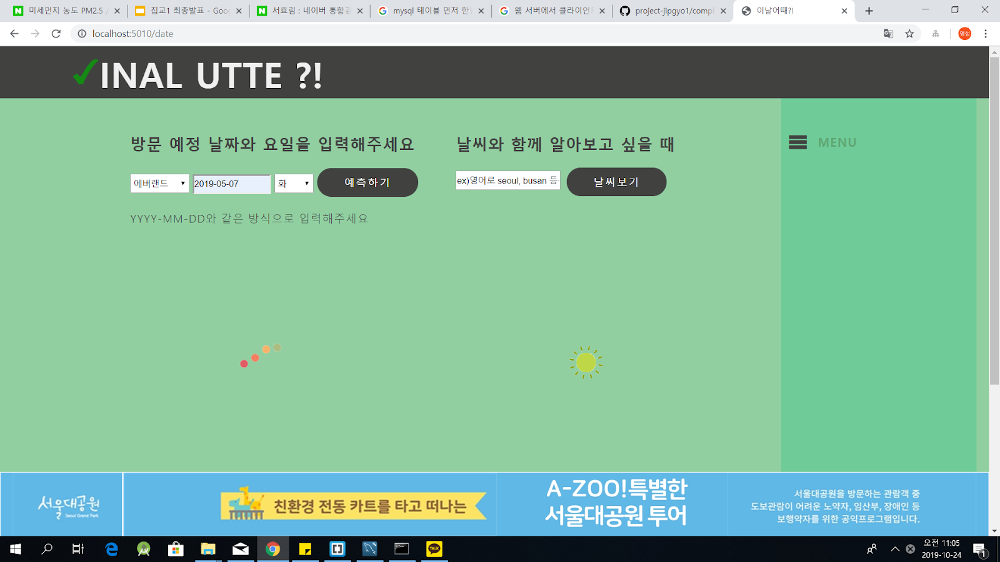 미세먼지 농도 PM2.5
집교1 최종발표 - Goo
서효림 : 네이버 통합검
mysql 테이블 먼저 한
웹 서버에서 클라이언
project-jipgyo1/compl
이날어때?!
localhost:5010/date
명섭
INAL UTTE ?!
방문 예정 날짜와 요일을 입력해주세요
날씨와 함께 알아보고 싶을 때
MENU
에버랜드
2019-05-07
화
예측하기
ex)영어로 seoul, busan 등
날씨보기
YYYY-MM-DD와 같은 방식으로 입력해주세요
서울대공원
Seoul Grand Park
친환경 전동 카트를 타고 떠나는
A-ZOO!특별한
서울대공원 투어
서울대공원을 방문하는 관람객 중
도보관람이 어려운 노약자, 임산부, 장애인 등
보행약자를 위한 공익프로그램입니다.
TALK
오전 11:05
2019-10-24
1